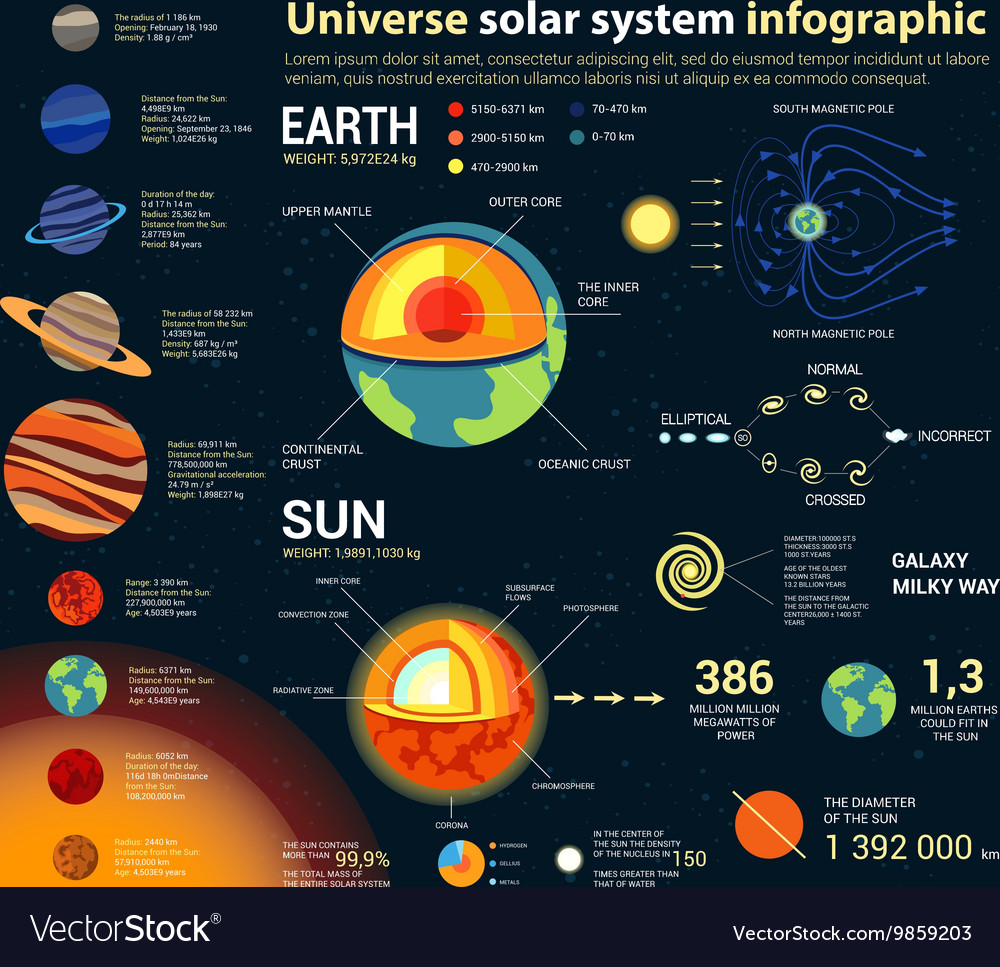 Universe solar system infographic
Lorem ipsum dolor sit amet, consectetur adipiscing elit, sed do eiusmod tempor incididunt ut labore
veniam, quis nostrud exercitation ullamco laboris nisi ut aliquip ex ea commodo consequat.
The radius of 1 186 km
Opening: February 18, 1930
Density: 1.88 g / cm³
Distance from the Sun:
4,498E9 km
Radius: 24,622 km
Opening: September 23, 1846
Weight: 1,024E26 kg
Duration of the day:
0 d 17 h 14 m
Radius: 25,362 km
Distance from the Sun:
2,877E9 km
Period: 84 years
The radius of 58 232 km
Distance from the Sun:
1,433E9 km
Density: 687 kg / m³
Weight: 5,683E26 kg
Radius: 69,911 km
Distance from the Sun:
778,500,000 km
Gravitational acceleration:
24.79 m / s²
Weight: 1,898E27 kg
Range: 3 390 km
Distance from the Sun:
227,900,000 km
Age: 4,503E9 years
Radius: 6371 km
Distance from the Sun:
149,600,000 km
Age: 4,543E9 years
Radius: 6052 km
Duration of the day:
116d 18h 0mDistance
from the Sun:
108,200,000 km
Radius: 2440 km
Distance from the Sun:
57,910,000 km
Age: 4,503E9 years
EARTH
WEIGHT: 5,972E24 kg
5150-6371 km
2900-5150 km
470-2900 km
70-470 km
0-70 km
UPPER MANTLE
OUTER CORE
THE INNER
CORE
CONTINENTAL
CRUST
OCEANIC CRUST
SOUTH MAGNETIC POLE
NORTH MAGNETIC POLE
NORMAL
ELLIPTICAL
SO
INCORRECT
CROSSED
SUN
WEIGHT: 1,9891,1030 kg
INNER CORE
CONVECTION ZONE
RADIATIVE ZONE
SUBSURFACE
FLOWS
PHOTOSPHERE
CHROMOSPHERE
CORONA
DIAMETER:100000 ST.S
THICKNESS:3000 ST.S
1000 ST.YEARS
AGE OF THE OLDEST
KNOWN STARS
13.2 BILLION YEARS
THE DISTANCE FROM
THE SUN TO THE GALACTIC
CENTER26,000 ± 1400 ST.
YEARS
GALAXY
MILKY WAY
386
MILLION MILLION
MEGAWATTS OF
POWER
1,3
MILLION EARTHS
COULD FIT IN
THE SUN
THE DIAMETER
OF THE SUN
1 392 000 km
THE SUN CONTAINS
MORE THAN 99,9%
THE TOTAL MASS OF
THE ENTIRE SOLAR SYSTEM
HYDROGEN
GELLIUS
METALS
IN THE CENTER OF
THE SUN THE DENSITY
OF THE NUCLEUS IN 150
TIMES GREATER THAN
THAT OF WATER
VectorStock®
VectorStock.com/9859203